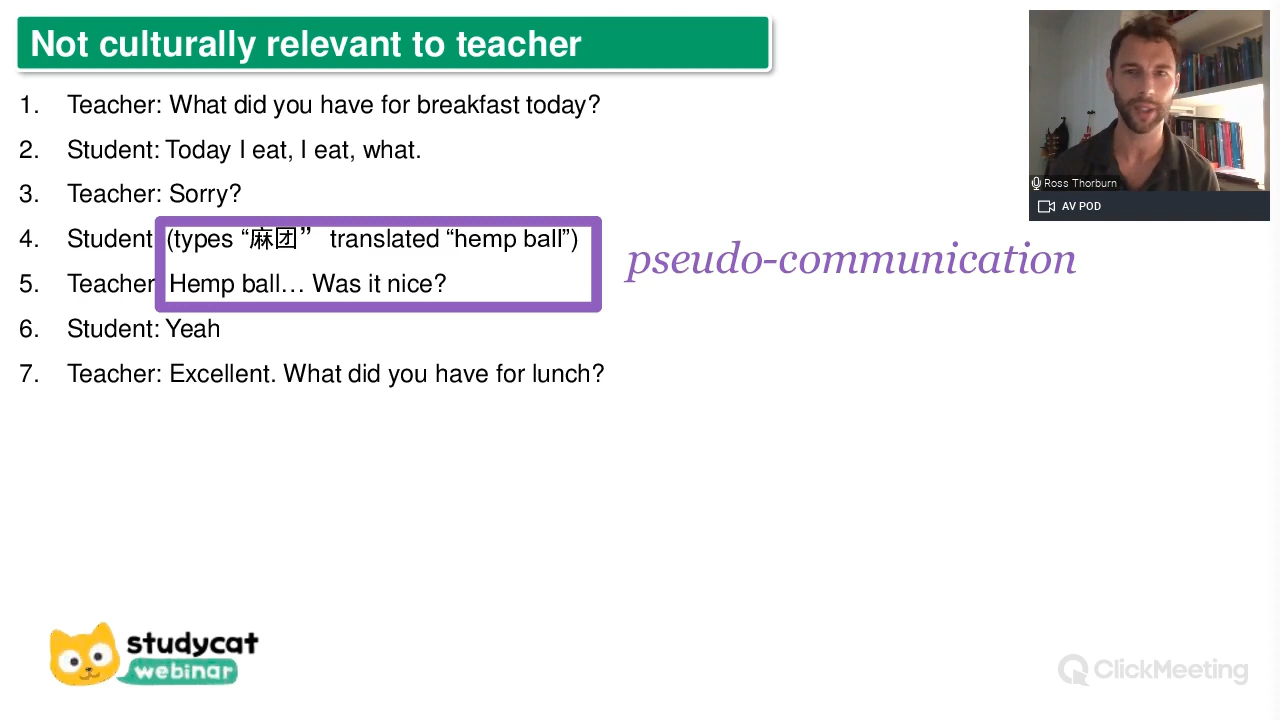 Not culturally relevant to teacher
1. Teacher: What did you have for breakfast today?
2. Student: Today I eat, I eat, what.
3. Teacher: Sorry?
4. Student (types “麻团” translated “hemp ball”)
5. Teacher Hemp ball… Was it nice?
6. Student: Yeah
7. Teacher: Excellent. What did you have for lunch?
pseudo-communication
Ross Thorburn
AV POD
studycat
webinar
ClickMeeting